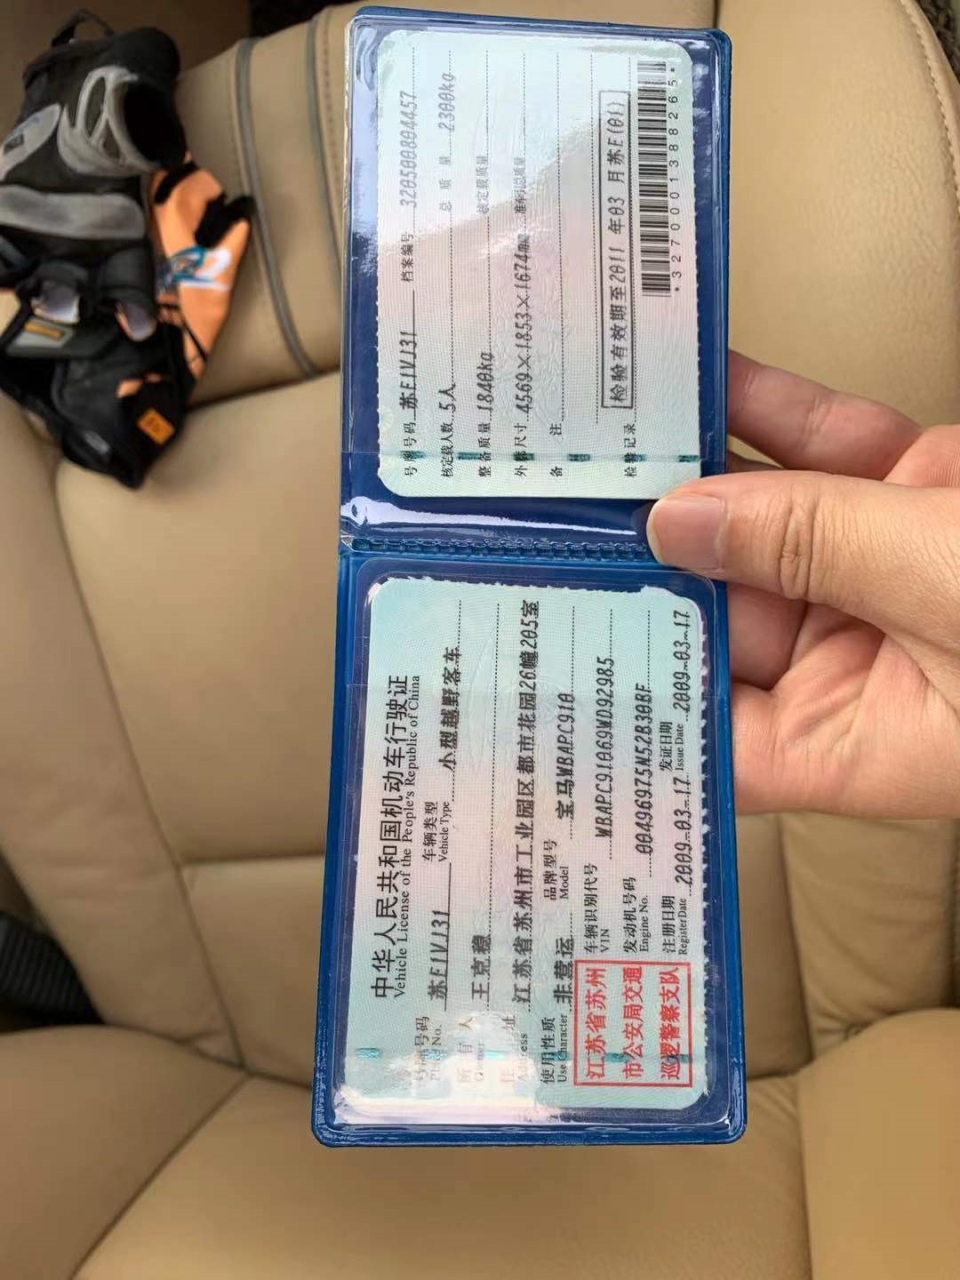 中华人民共和国机动车行驶证
Vehicle License of the People's Republic of China
号牌号码 苏E1VJ31 车辆类型 小型越野客车
Plate No. Vehicle Type
所有人 王克稳
Owner
住址 江苏省苏州市工业园区都市花园26幢205室
Address
使用性质 非营运 品牌型号 宝马WBAPC910
Use Character Model
江苏省苏州
市公安局交通
巡逻警察支队
车辆识别代号 WBAPC91069WD92985
VIN
发动机号码 00496975N52B30BF
Engine No.
注册日期 2009-03-17 发证日期 2009-03-17
Register Date Issue Date
号牌号码 苏E1VJ31 档案编号 320500804457
核定载人数 5人 总质量 2300kg
整备质量 1840kg 核定载质量
外廓尺寸 4569×1853×1674mm 准牵引总质量
备注
检验记录 检验有效期至2011年03月苏E(01)
*3270001388265*